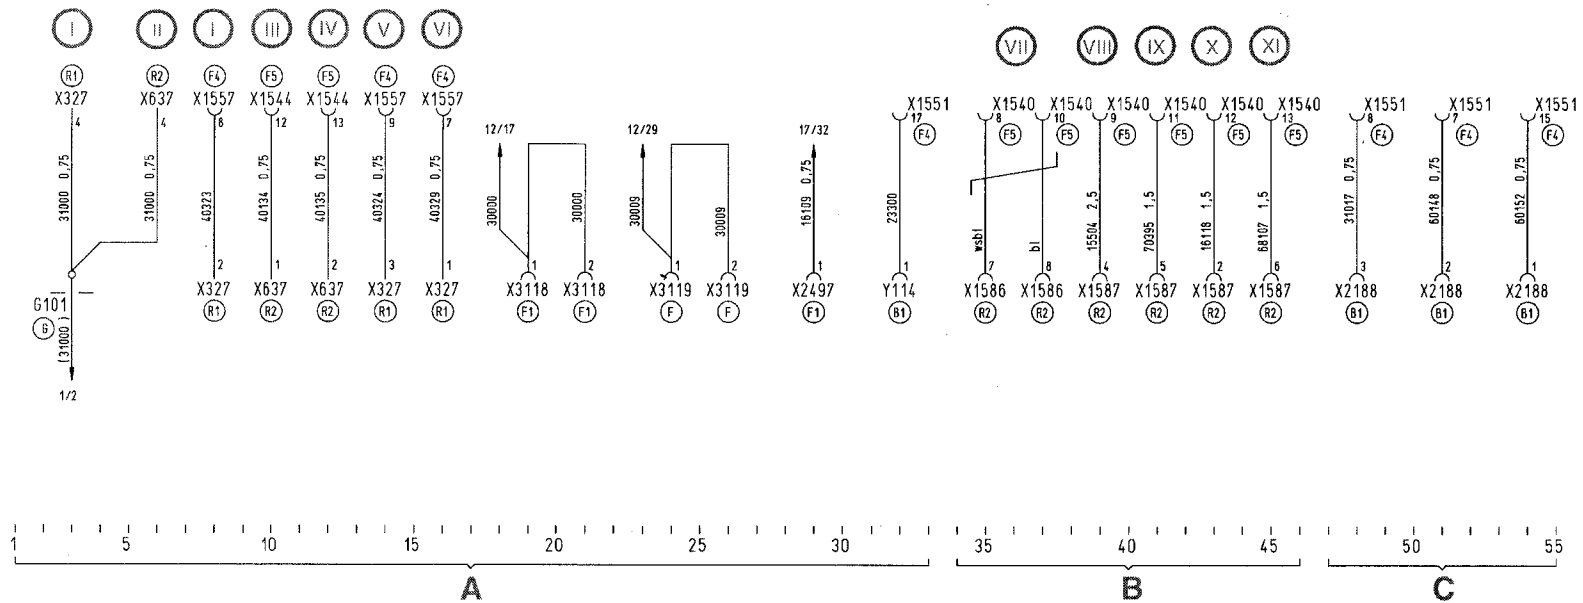 I II I III IV V VI
VII VIII IX X XI
R1 R2 F4 F5 F5 F4 F4
X327 X637 X1557 X1544 X1544 X1557 X1557
X1551 X1540 X1540 X1540 X1540 X1540 X1540 X1551 X1551 X1551
4 4 8 12 13 9 7
17 8 10 9 11 12 13 8 7 15
F4 F5 F5 F5 F5 F5 F5 F4 F4 F4
12/17 12/29 17/32
31000 0,75
31000 0,75
40323
40134 0,75
40135 0,75
40324 0,75
40329 0,75
30000
30000
30009
30009
16109 0,75
23300
wsbl
bl
15504 2,5
70395 1,5
16118 1,5
68107 1,5
31017 0,75
60148 0,75
60152 0,75
2 1 2 3 1 1 2 1 2 1 1 7 8 4 5 2 6 3 2 1
X327 X637 X637 X327 X327 X3118 X3118 X3119 X3119 X2497 Y114 X1586 X1586 X1587 X1587 X1587 X1587 X2188 X2188 X2188
R1 R2 R2 R1 R1 F1 F1 F F F1 B1 R2 R2 R2 R2 R2 R2 B1 B1 B1
G101
G
(31000 )
1/2
1 5 10 15 20 25 30 35 40 45 50 55
A B C